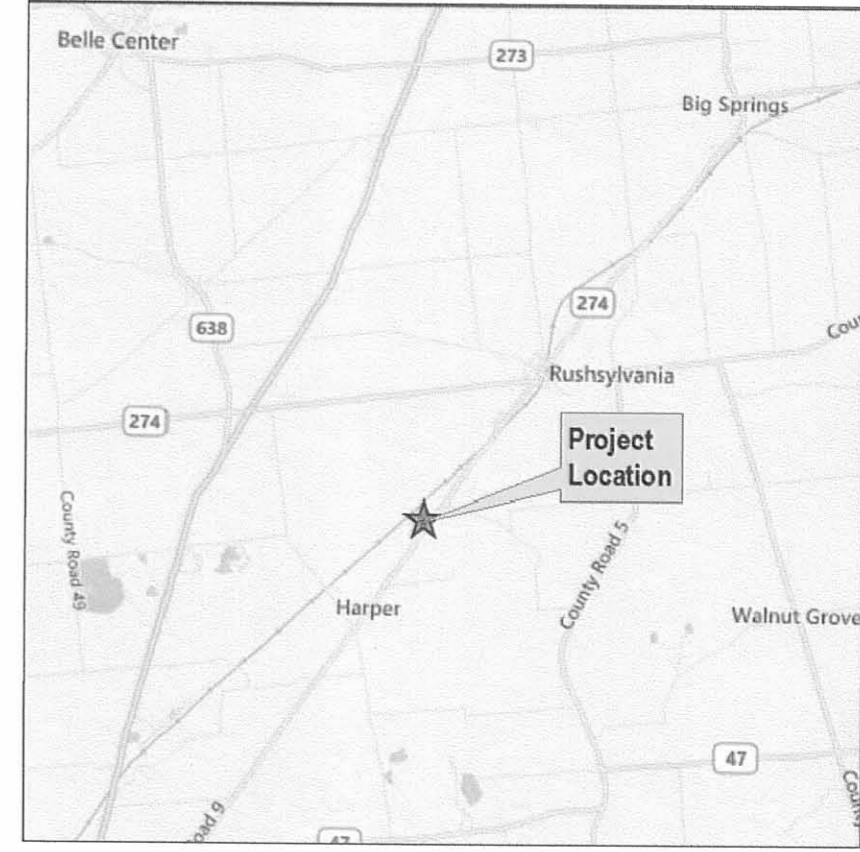 Belle Center
273
Big Springs
274
638
Rushsylvania
274
Project
Location
County Road 49
County Road 5
Harper
Walnut Grove
47
47